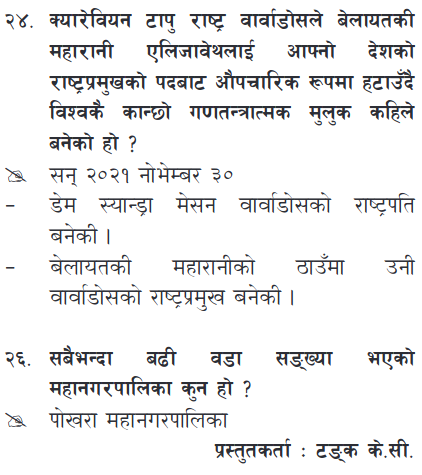 २४. क्यारेवियन टापु राष्ट्र वार्वाडोसले बेलायतकी
महारानी एलिजावेथलाई आफ्नो देशको
राष्ट्रप्रमुखको पदबाट औपचारिक रूपमा हटाउँदै
विश्वकै कान्छो गणतन्त्रात्मक मुलुक कहिले
बनेको हो ?
सन् २०२१ नोभेम्बर ३०
– डेम स्यान्ड्रा मेसन वार्वाडोसको राष्ट्रपति
बनेकी ।
– बेलायतकी महारानीको ठाउँमा उनी
वार्वाडोसको राष्ट्रप्रमुख बनेकी ।
२६. सबैभन्दा बढी वडा सङ्ख्या भएको
महानगरपालिका कुन हो ?
पोखरा महानगरपालिका
प्रस्तुतकर्ता : टङ्क के.सी.